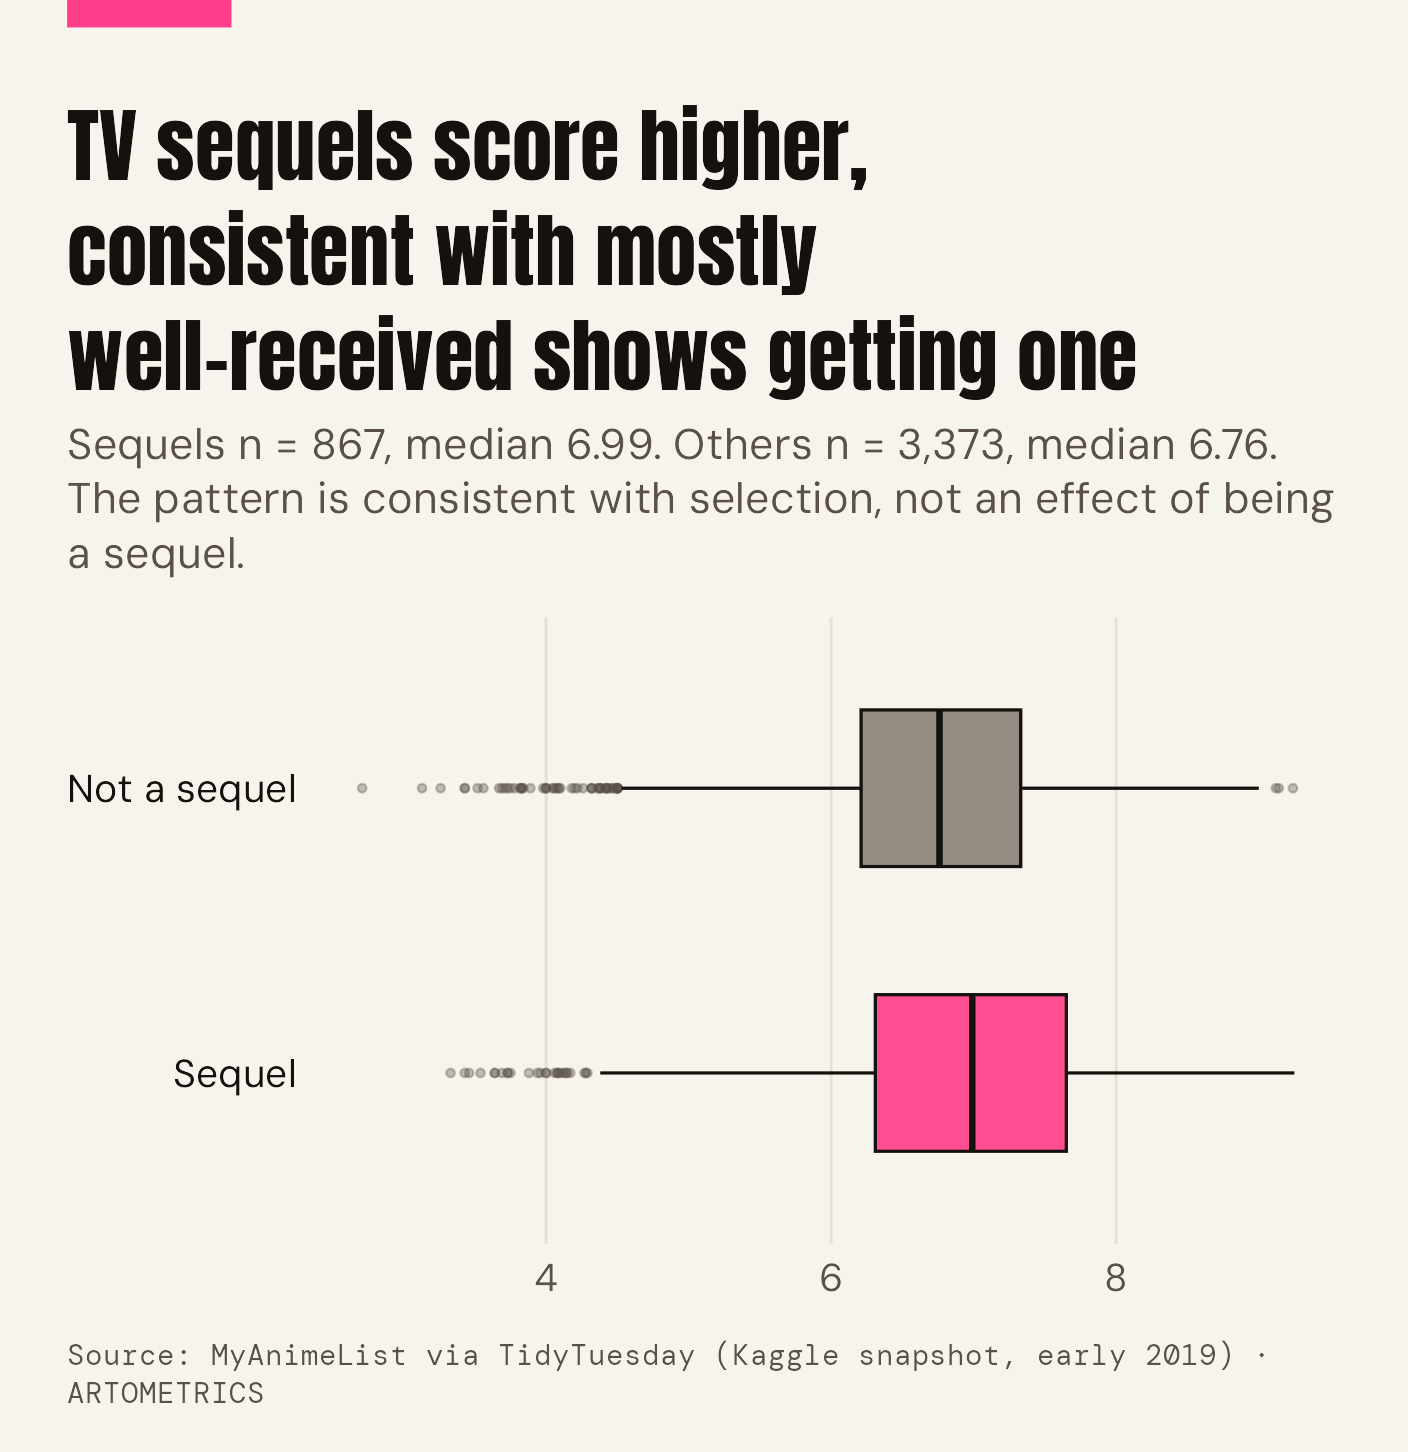 TV sequels score higher,
consistent with mostly
well-received shows getting one
Sequels n = 867, median 6.99. Others n = 3,373, median 6.76.
The pattern is consistent with selection, not an effect of being
a sequel.
Not a sequel
Sequel
4 6 8
Source: MyAnimeList via TidyTuesday (Kaggle snapshot, early 2019) ·
ARTOMETRICS